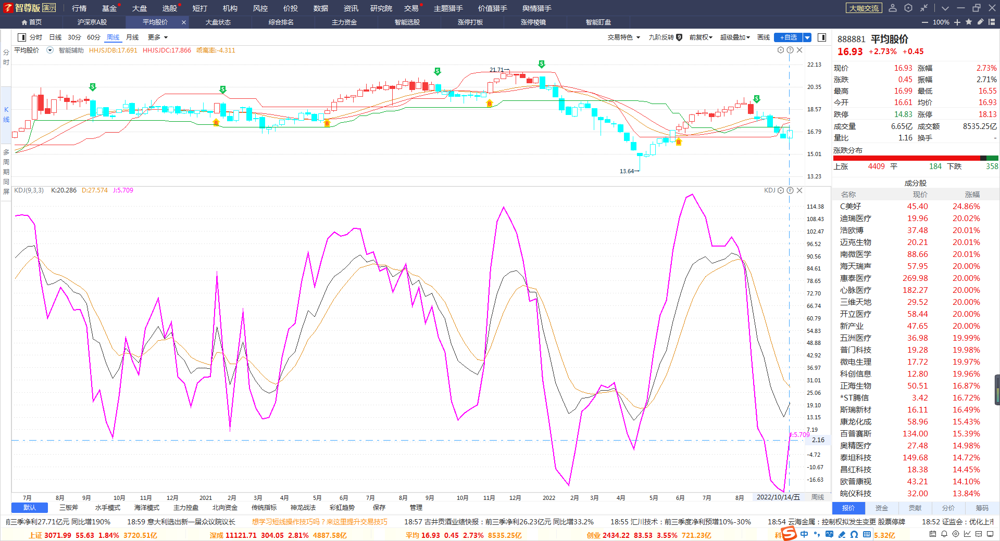 智尊版 演示 行情 基金 大盘 选股 短打 机构 风控 价投 数据 资讯 研究院 交易 主题猎手 价值猎手 舆情猎手 大咖交流
首页 沪深京A股 平均股价 大盘状态 综合排名 主力资金 智能选股 涨停打板 涨停棱镜 智能盯盘 100%
分时 日线 30分 60分 周线 月线 更多 交易特色 九阶反转 9 前复权 超级叠加 画线 +自选
888881 平均股价
16.93 +2.73% +0.45
分时
K线
多周期同屏
平均股价 智能辅助 HHJSJDB:17.691 HHJSJDC:17.866 乖离率:-4.311
22.13
20.35
18.57
16.79
15.01
13.23
S
S
S
S
S
B
B
B
B
21.71
13.64
KDJ(9,3,3) K:20.286 D:27.574 J:5.709 KDJ
114.38
108.43
102.47
96.52
90.56
84.61
78.65
72.70
66.74
60.79
54.83
48.88
42.92
36.97
31.01
25.06
19.10
13.15
7.19
J:5.709
2.16
-4.72
-10.67
-16.63
7月 8月 9月 10月 11月 12月 2021 2月 3月 4月 5月 6月 7月 8月 9月 10月 11月 12月 2022 2月 3月 4月 5月 6月 7月 8月 2022/10/14/五 周线
默认 三板斧 水手模式 海洋模式 主力控盘 北向资金 传统指标 神龙战法 彩虹趋势 保存 管理
现价 16.93 涨幅 2.73%
涨跌 0.45 振幅 2.71%
最高 16.99 最低 16.55
今开 16.61 均价 16.93
跌停 14.83 涨停 18.13
成交量 6.65亿 成交额 8535.25亿
量比 1.16 换手 -
涨跌分布
上涨 4409 平 184 下跌 358
成分股
名称 现价 涨幅
C美好 45.40 24.86%
迪瑞医疗 19.96 20.02%
浩欧博 37.48 20.01%
迈克生物 20.21 20.01%
南微医学 88.66 20.01%
海天瑞声 57.95 20.00%
惠泰医疗 269.98 20.00%
心脉医疗 182.27 20.00%
三维天地 29.52 20.00%
开立医疗 58.44 20.00%
新产业 47.65 20.00%
五洲医疗 36.98 19.99%
普门科技 19.28 19.98%
微电生理 17.72 19.97%
科创信息 12.80 19.96%
正海生物 50.51 16.87%
*ST腾信 3.42 16.72%
斯瑞新材 16.11 16.49%
康龙化成 58.96 15.43%
百普赛斯 134.00 15.39%
奥精医疗 27.48 14.98%
泰坦科技 149.68 14.72%
昌红科技 18.38 14.45%
欧普康视 43.21 14.10%
皖仪科技 32.00 13.84%
报价 资金 贡献 分价 筹码
前三季净利27.71亿元 同比增190% 18:59 意大利选出新一届众议院议长 想学习短线操作技巧吗？来这里提升交易技巧 18:57 古井贡酒业绩快报：前三季净利26.23亿元 同比增33.2% 18:55 汇川技术：前三季度净利预增10%-30% 18:54 云海金属：控制权拟发生变更 股票停牌 18:52 证监会：优化上市
上证 3071.99 55.63 1.84% 3720.51亿 深成 11121.71 304.05 2.81% 4887.58亿 平均 16.93 0.45 2.73% 8535.25亿 创业 2434.22 83.53 3.55% 721.23亿 科 S 中 5.32亿